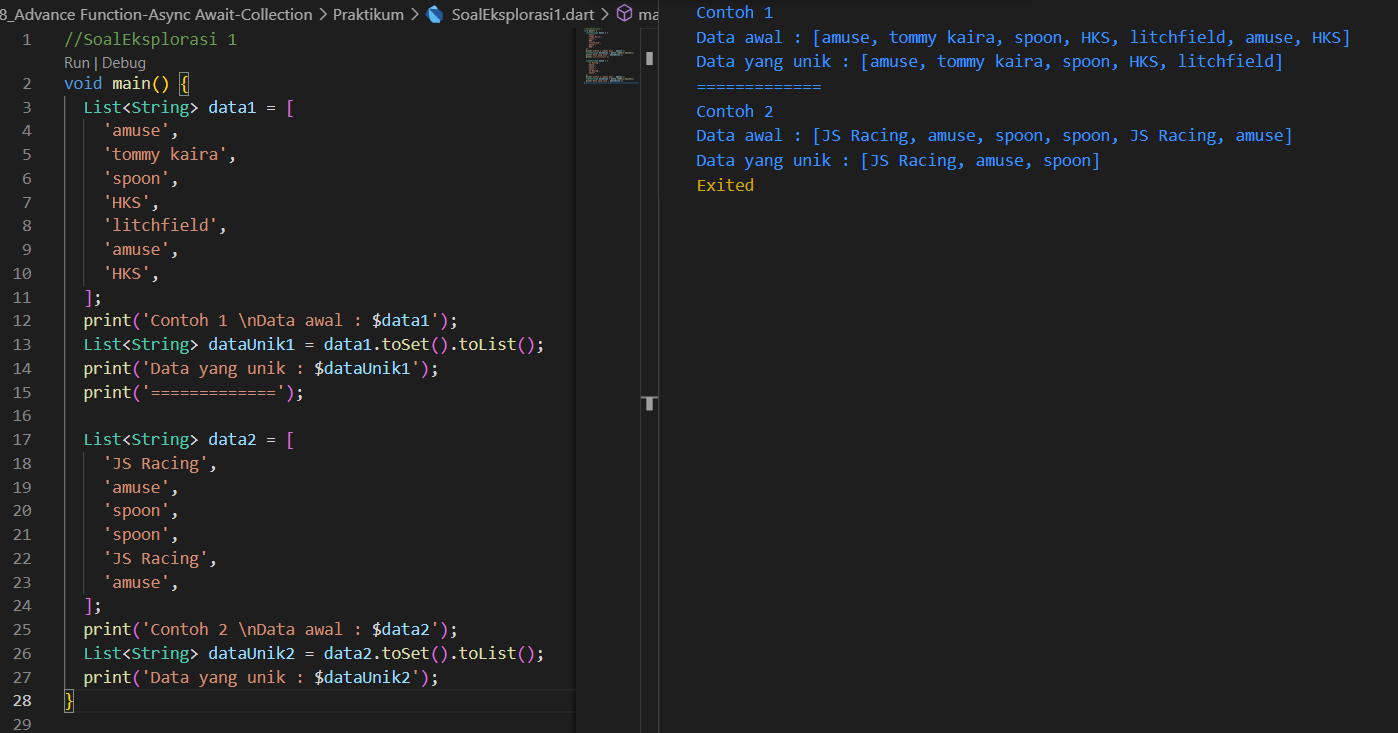 8_Advance Function-Async Await-Collection > Praktikum > SoalEksplorasi1.dart > ma
1 //SoalEksplorasi 1
Run | Debug
2 void main() {
3   List<String> data1 = [
4     'amuse',
5     'tommy kaira',
6     'spoon',
7     'HKS',
8     'litchfield',
9     'amuse',
10     'HKS',
11   ];
12   print('Contoh 1 \nData awal : $data1');
13   List<String> dataUnik1 = data1.toSet().toList();
14   print('Data yang unik : $dataUnik1');
15   print('=============');
16
17   List<String> data2 = [
18     'JS Racing',
19     'amuse',
20     'spoon',
21     'spoon',
22     'JS Racing',
23     'amuse',
24   ];
25   print('Contoh 2 \nData awal : $data2');
26   List<String> dataUnik2 = data2.toSet().toList();
27   print('Data yang unik : $dataUnik2');
28 }
29
Contoh 1
Data awal : [amuse, tommy kaira, spoon, HKS, litchfield, amuse, HKS]
Data yang unik : [amuse, tommy kaira, spoon, HKS, litchfield]
=============
Contoh 2
Data awal : [JS Racing, amuse, spoon, spoon, JS Racing, amuse]
Data yang unik : [JS Racing, amuse, spoon]
Exited